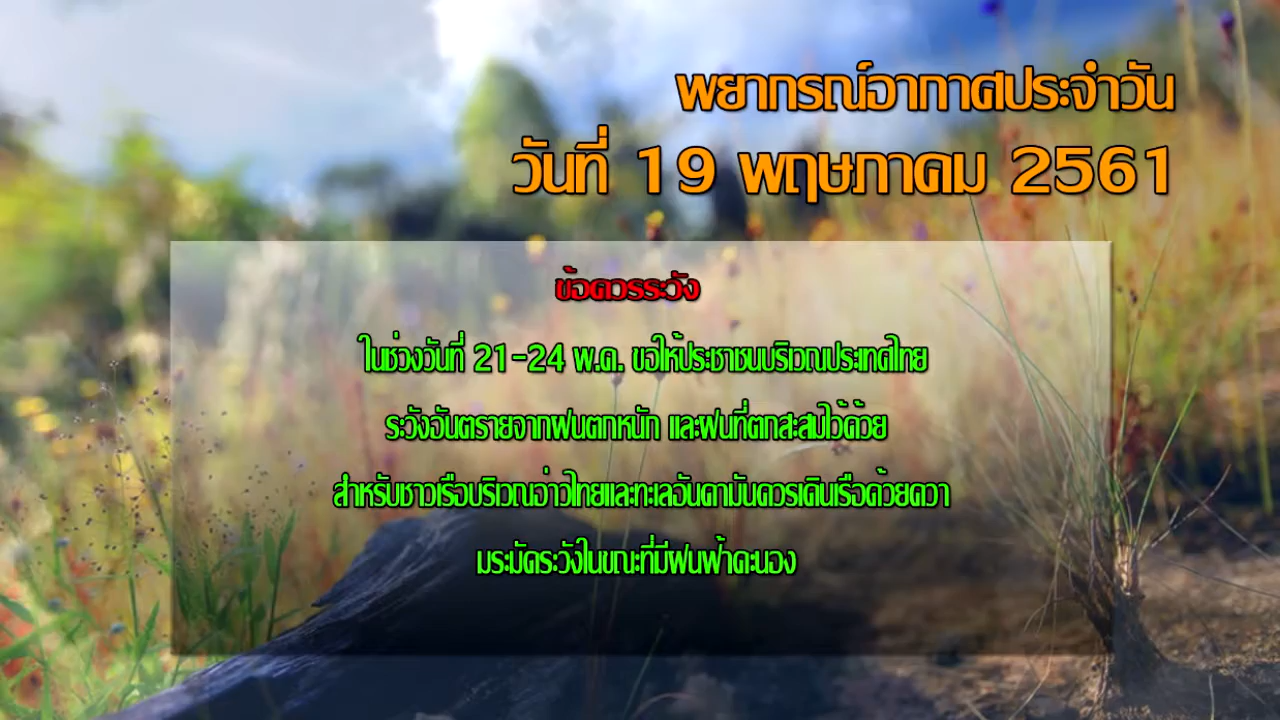 พยากรณ์อากาศประจำวัน
วันที่ 19 พฤษภาคม 2561
ข้อควรระวัง
ในช่วงวันที่ 21-24 พ.ค. ขอให้ประชาชนบริเวณประเทศไทย
ระวังอันตรายจากฝนตกหนัก และฝนที่ตกสะสมไว้ด้วย
สำหรับชาวเรือบริเวณอ่าวไทยและทะเลอันดามันควรเดินเรือด้วยควา
มระมัดระวังในขณะที่มีฝนฟ้าคะนอง